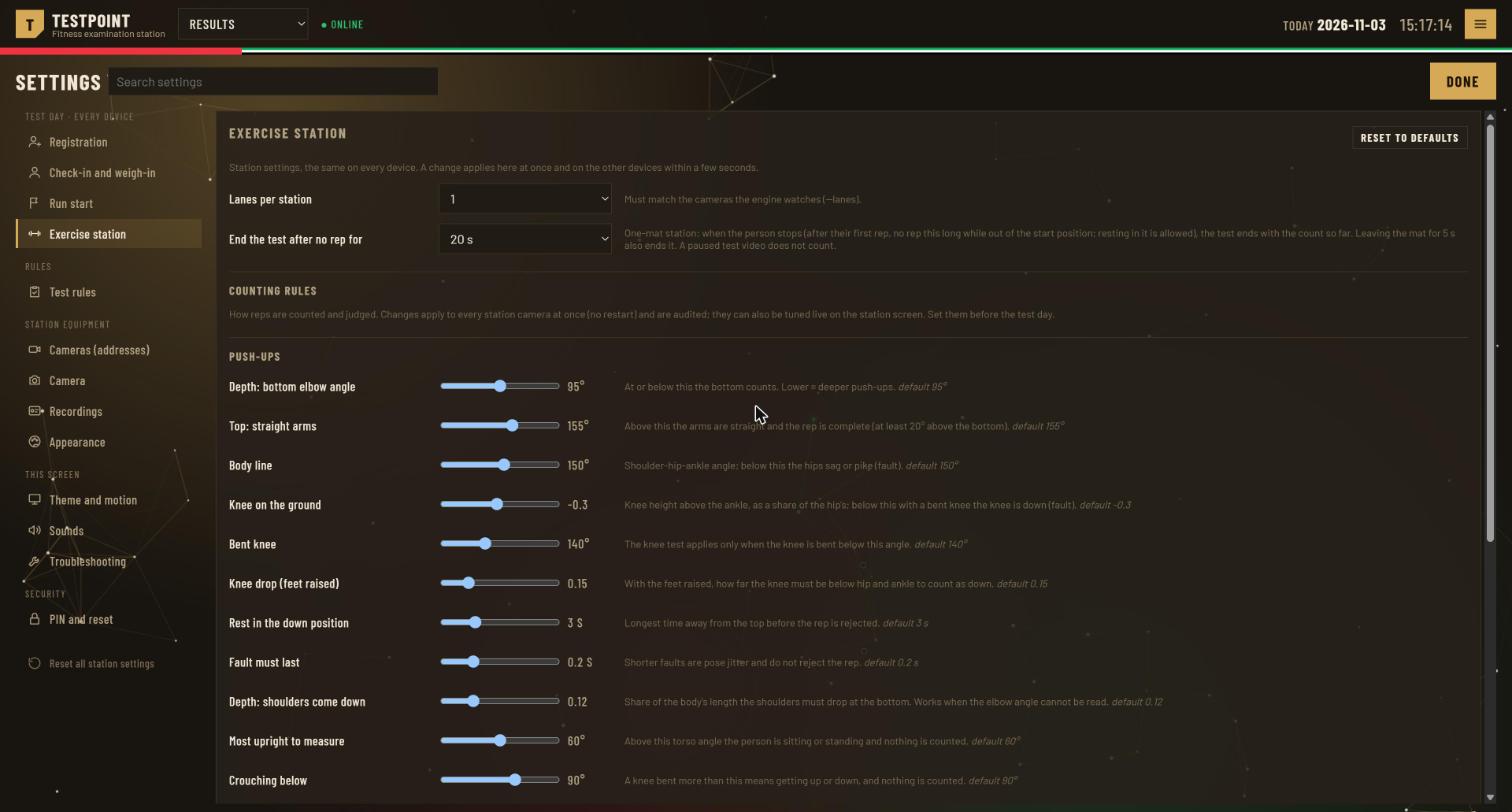 T
TESTPOINT
Fitness examination station
RESULTS
ONLINE
TODAY 2026-11-03 15:17:14
SETTINGS
Search settings
DONE
TEST DAY · EVERY DEVICE
Registration
Check-in and weigh-in
Run start
Exercise station
RULES
Test rules
STATION EQUIPMENT
Cameras (addresses)
Camera
Recordings
Appearance
THIS SCREEN
Theme and motion
Sounds
Troubleshooting
SECURITY
PIN and reset
Reset all station settings
EXERCISE STATION
RESET TO DEFAULTS
Station settings, the same on every device. A change applies here at once and on the other devices within a few seconds.
Lanes per station 1 Must match the cameras the engine watches (--lanes).
End the test after no rep for 20 s One-mat station: when the person stops (after their first rep, no rep this long while out of the start position; resting in it is allowed), the test ends with the count so far. Leaving the mat for 5 s
also ends it. A paused test video does not count.
COUNTING RULES
How reps are counted and judged. Changes apply to every station camera at once (no restart) and are audited; they can also be tuned live on the station screen. Set them before the test day.
PUSH-UPS
Depth: bottom elbow angle 95° At or below this the bottom counts. Lower = deeper push-ups. default 95°
Top: straight arms 155° Above this the arms are straight and the rep is complete (at least 20° above the bottom). default 155°
Body line 150° Shoulder-hip-ankle angle; below this the hips sag or pike (fault). default 150°
Knee on the ground -0.3 Knee height above the ankle, as a share of the hip's; below this with a bent knee the knee is down (fault). default -0.3
Bent knee 140° The knee test applies only when the knee is bent below this angle. default 140°
Knee drop (feet raised) 0.15 With the feet raised, how far the knee must be below hip and ankle to count as down. default 0.15
Rest in the down position 3 S Longest time away from the top before the rep is rejected. default 3 s
Fault must last 0.2 S Shorter faults are pose jitter and do not reject the rep. default 0.2 s
Depth: shoulders come down 0.12 Share of the body's length the shoulders must drop at the bottom. Works when the elbow angle cannot be read. default 0.12
Most upright to measure 60° Above this torso angle the person is sitting or standing and nothing is counted. default 60°
Crouching below 90° A knee bent more than this means getting up or down, and nothing is counted. default 90°